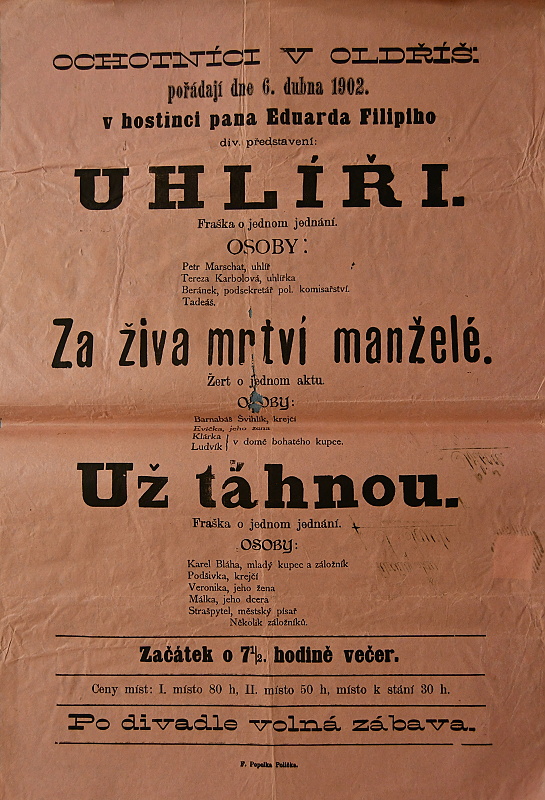 OCHOTNÍCI V OLDŘÍŠ:
pořádají dne 6. dubna 1902.
v hostinci pana Eduarda Filipiho
div. představení:
UHLÍŘI.
Fraška o jednom jednání.
OSOBY:
Petr Marschat, uhlíř
Tereza Karbolová, uhlířka
Beránek, podsekretář pol. komisařství.
Tadeáš.
Za živa mrtví manželé.
Žert o jednom aktu.
OSOBY:
Barnabáš Švihlík, krejčí
Evička, jeho žena
Klárka
Ludvík } v domě bohatého kupce.
Už táhnou.
Fraška o jednom jednání.
OSOBY:
Karel Bláha, mladý kupec a záložník
Podšivka, krejčí
Veronika, jeho žena
Málka, jeho dcera
Strašpytel, městský písař
Několik záložníků.
Začátek o 7½. hodině večer.
Ceny míst: I. místo 80 h, II. místo 50 h, místo k stání 30 h.
Po divadle volná zábava.
F. Popelka Polička.